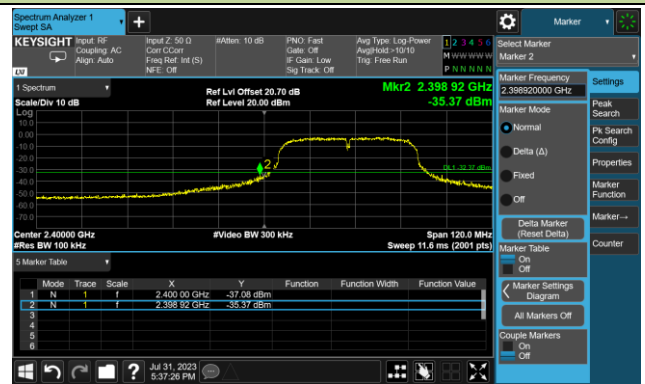 Spectrum Analyzer 1
Swept SA
KEYSIGHT
Input: RF
Coupling: AC
Align: Auto
Input Z: 50 Ω
Corr CCorr
Freq Ref: Int (S)
NFE: Off
#Atten: 10 dB
PNO: Fast
Gate: Off
IF Gain: Low
Sig Track: Off
Avg Type: Log-Power
Avg|Hold:>10/10
Trig: Free Run
1 2 3 4 5 6
M W W W W W
P N N N N N
LXI
1 Spectrum
Scale/Div 10 dB
Ref Lvl Offset 20.70 dB
Ref Level 20.00 dBm
Mkr2 2.398 92 GHz
-35.37 dBm
Log
10.0
0.00
-10.0
-20.0
-30.0
-40.0
-50.0
-60.0
-70.0
2
DL1 -32.37 dBm
Center 2.40000 GHz
#Res BW 100 kHz
#Video BW 300 kHz
Span 120.0 MHz
Sweep 11.6 ms (2001 pts)
5 Marker Table
Mode Trace Scale X Y Function Function Width Function Value
1 N 1 f 2.400 00 GHz -37.08 dBm
2 N 1 f 2.398 92 GHz -35.37 dBm
3
4
5
6
Jul 31, 2023
5:37:26 PM
Marker
Select Marker
Marker 2
Marker Frequency
2.398920000 GHz
Marker Mode
Normal
Delta (Δ)
Fixed
Off
Delta Marker
(Reset Delta)
Marker Table
On
Off
Marker Settings
Diagram
All Markers Off
Couple Markers
On
Off
Settings
Peak
Search
Pk Search
Config
Properties
Marker
Function
Marker→
Counter